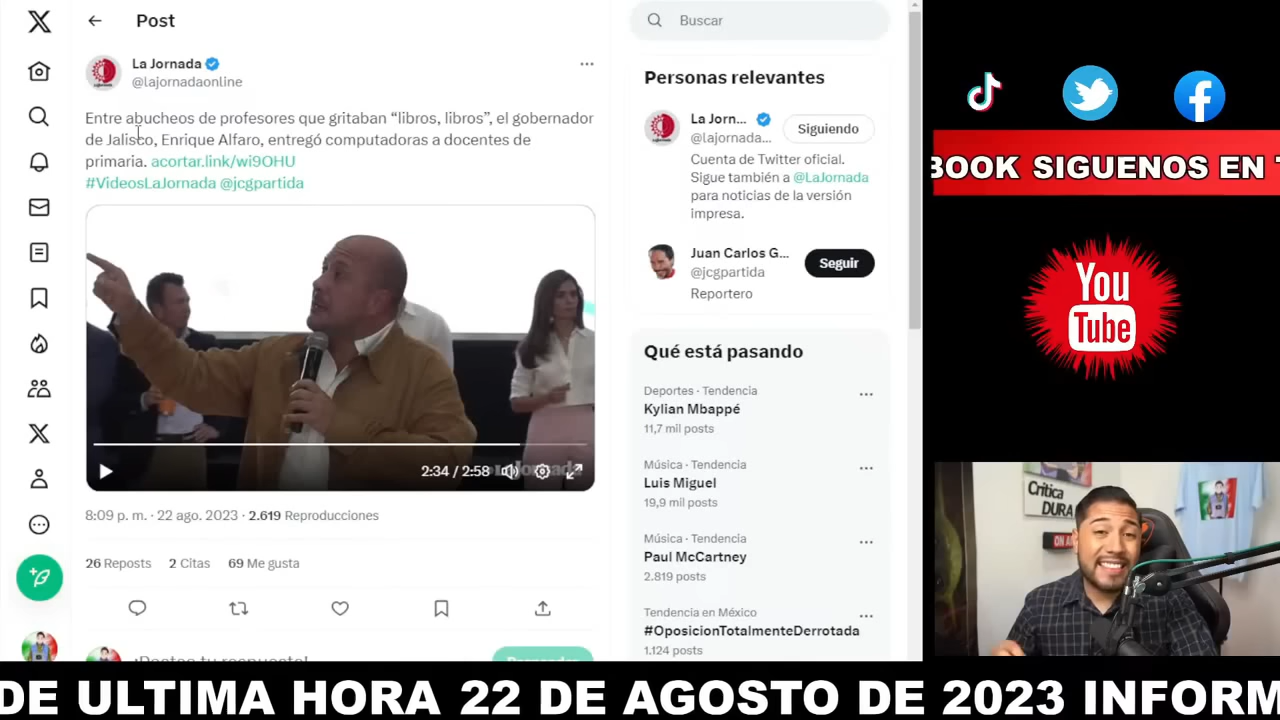 Post
Buscar
La Jornada
@lajornadaonline
Entre abucheos de profesores que gritaban “libros, libros”, el gobernador
de Jalisco, Enrique Alfaro, entregó computadoras a docentes de
primaria. acortar.link/wi9OHU
#VideosLaJornada @jcgpartida
2:34 / 2:58
8:09 p. m. · 22 ago. 2023 · 2.619 Reproducciones
26 Reposts 2 Citas 69 Me gusta
¡Postea tu respuesta!
Responder
Personas relevantes
La Jorn...
@lajornada...
Siguiendo
Cuenta de Twitter oficial.
Sigue también a @LaJornada
para noticias de la versión
impresa.
Juan Carlos G...
@jcgpartida
Seguir
Reportero
Qué está pasando
Deportes · Tendencia
Kylian Mbappé
11,7 mil posts
Música · Tendencia
Luis Miguel
19,9 mil posts
Música · Tendencia
Paul McCartney
2.819 posts
Tendencia en México
#OposicionTotalmenteDerrotada
1.124 posts
BOOK SIGUENOS EN
You
Tube
Crítica
DURA
ON A
DE ULTIMA HORA 22 DE AGOSTO DE 2023 INFORM